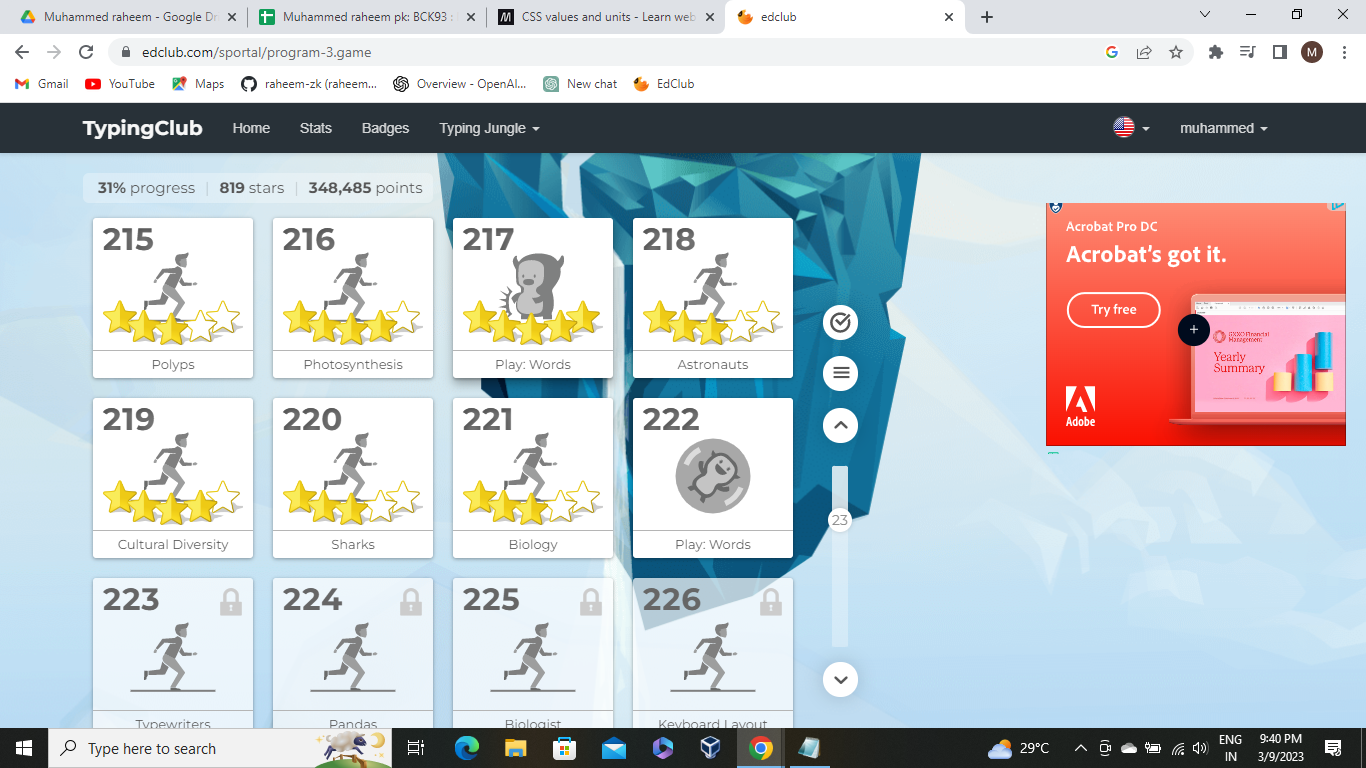 Muhammed raheem - Google Dr
Muhammed raheem pk: BCK93 :
CSS values and units - Learn web
edclub
edclub.com/sportal/program-3.game
M
Gmail
YouTube
Maps
raheem-zk (raheem...
Overview - OpenAI...
New chat
EdClub
TypingClub
Home
Stats
Badges
Typing Jungle
muhammed
31% progress
819 stars
348,485 points
215
Polyps
216
Photosynthesis
217
Play: Words
218
Astronauts
219
Cultural Diversity
220
Sharks
221
Biology
222
Play: Words
223
Typewriters
224
Pandas
225
Biologist
226
Keyboard Layout
23
Acrobat Pro DC
Acrobat's got it.
Try free
Yearly
Summary
Adobe
Type here to search
29°C
ENG
IN
9:40 PM
3/9/2023